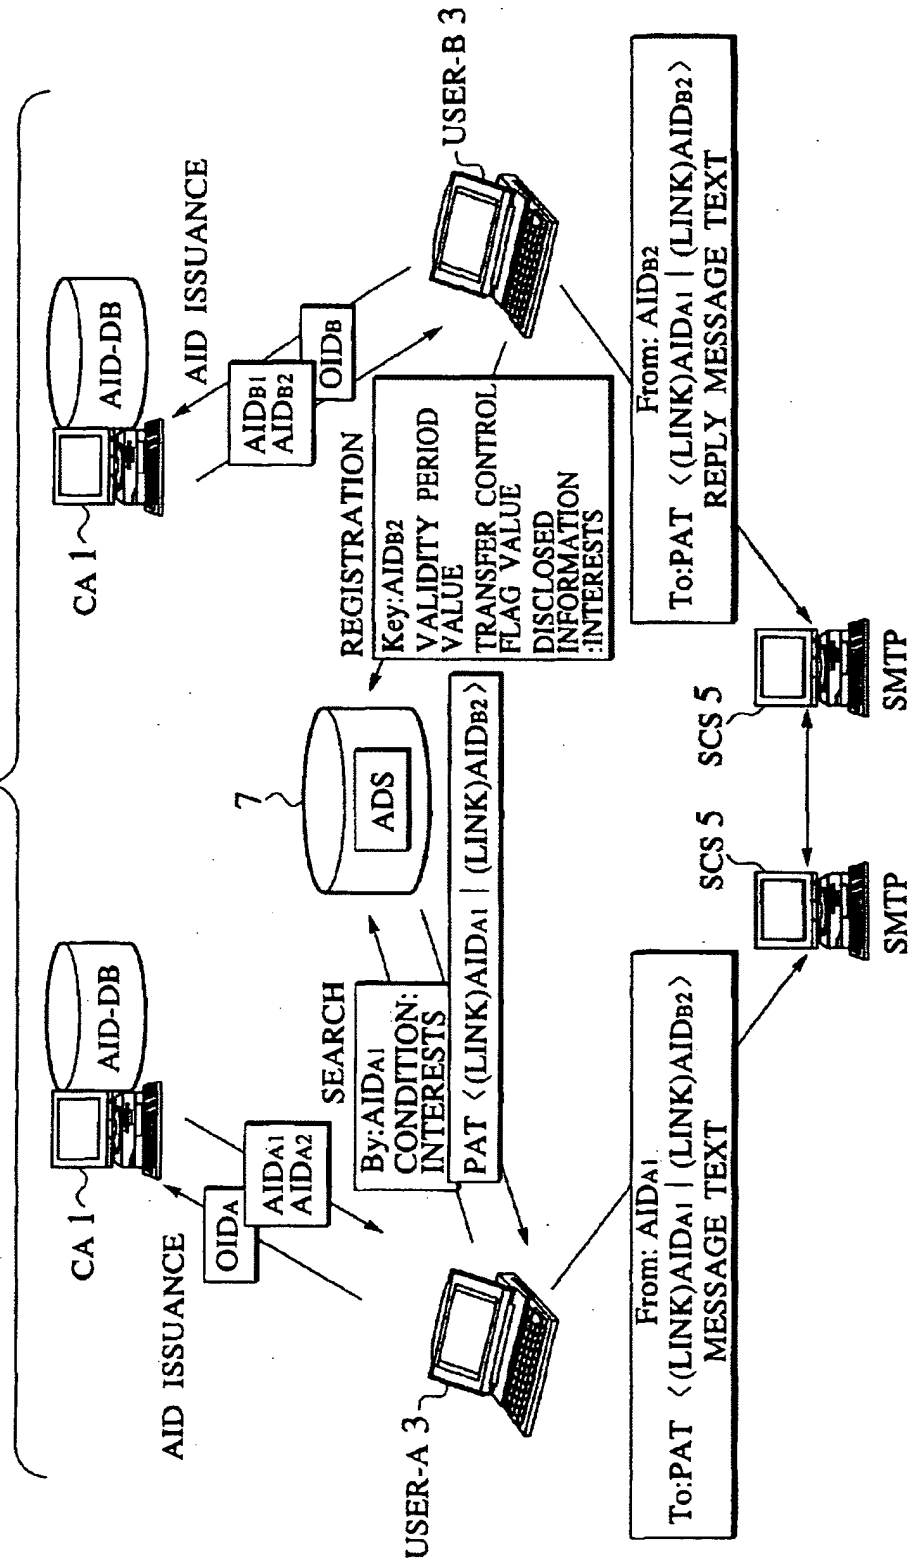 CA 1
AID-DB
AID ISSUANCE
OIDA
AIDA1
AIDA2
USER-A 3
SEARCH
By:AIDA1
CONDITION:
INTERESTS
7
ADS
PAT <(LINK)AIDA1 | (LINK)AIDB2>
CA 1
AID-DB
AID ISSUANCE
AIDB1
AIDB2
OIDB
USER-B 3
REGISTRATION
Key:AIDB2
VALIDITY PERIOD
VALUE
TRANSFER CONTROL
FLAG VALUE
DISCLOSED
INFORMATION
:INTERESTS
From: AIDA1
To:PAT <(LINK)AIDA1 | (LINK)AIDB2>
MESSAGE TEXT
SCS 5
SMTP
SCS 5
SMTP
From: AIDB2
To:PAT <(LINK)AIDA1 | (LINK)AIDB2>
REPLY MESSAGE TEXT